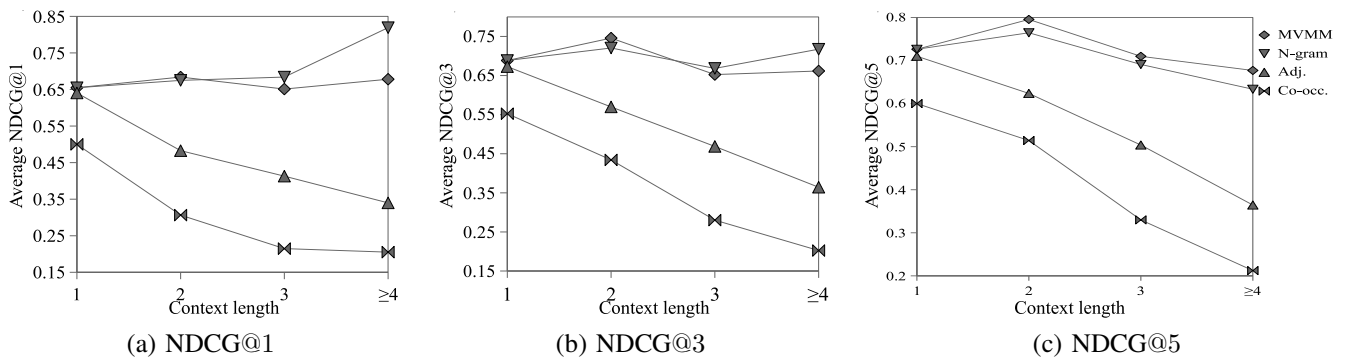 0.85
0.75
0.65
0.55
0.45
0.35
0.25
0.15
Average NDCG@1
1
2
3
≥4
Context length
(a) NDCG@1
0.75
0.65
0.55
0.45
0.35
0.25
0.15
Average NDCG@3
1
2
3
≥4
Context length
(b) NDCG@3
0.8
0.7
0.6
0.5
0.4
0.3
0.2
Average NDCG@5
1
2
3
≥4
Context length
(c) NDCG@5
MVMM
N-gram
Adj.
Co-occ.